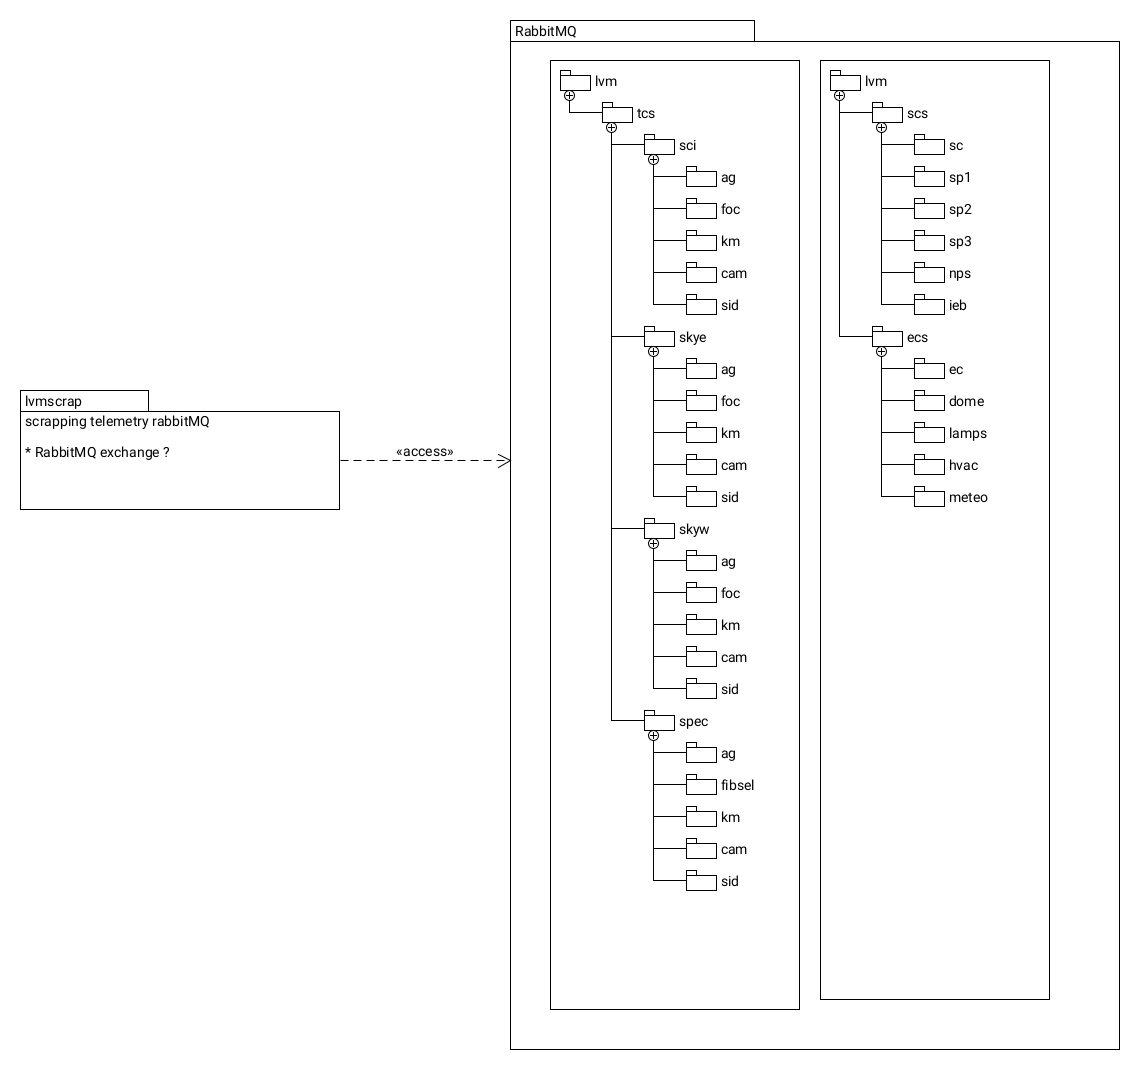 RabbitMQ
lvm
tcs
sci
ag
foc
km
cam
sid
skye
ag
foc
km
cam
sid
skyw
ag
foc
km
cam
sid
spec
ag
fibsel
km
cam
sid
lvm
scs
sc
sp1
sp2
sp3
nps
ieb
ecs
ec
dome
lamps
hvac
meteo
lvmscrap
scrapping telemetry rabbitMQ
* RabbitMQ exchange ?
«access»